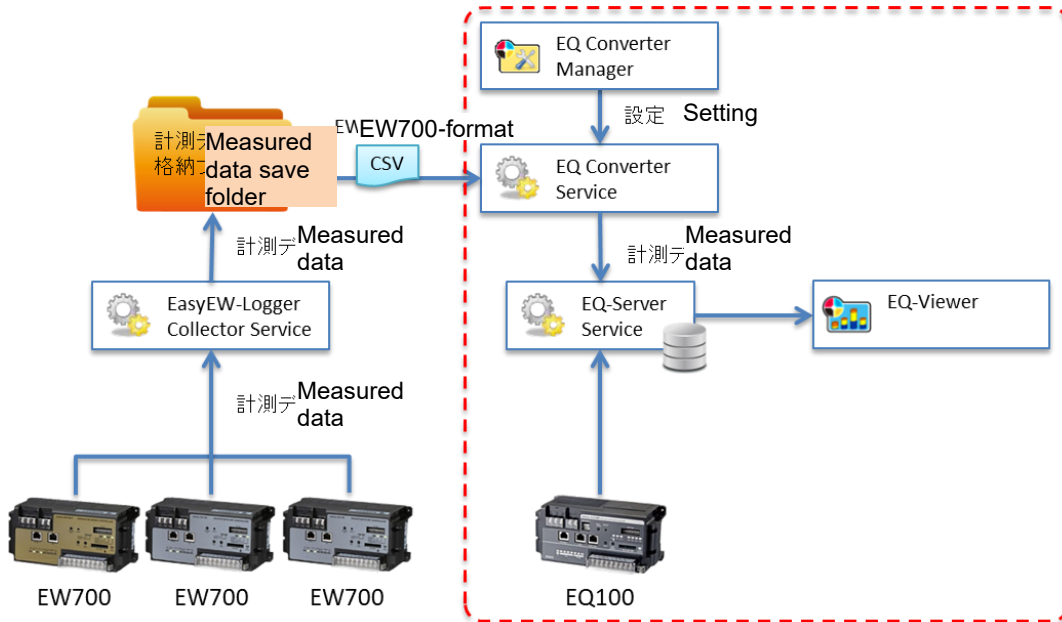 EQ Converter
Manager
設定 Setting
計測デ
格納フ
Measured
data save
folder
EW
EW700-format
CSV
EQ Converter
Service
計測デ
Measured
data
計測デ
Measured
data
EasyEW-Logger
Collector Service
EQ-Server
Service
EQ-Viewer
計測デ
Measured
data
EW700
EW700
EW700
EQ100